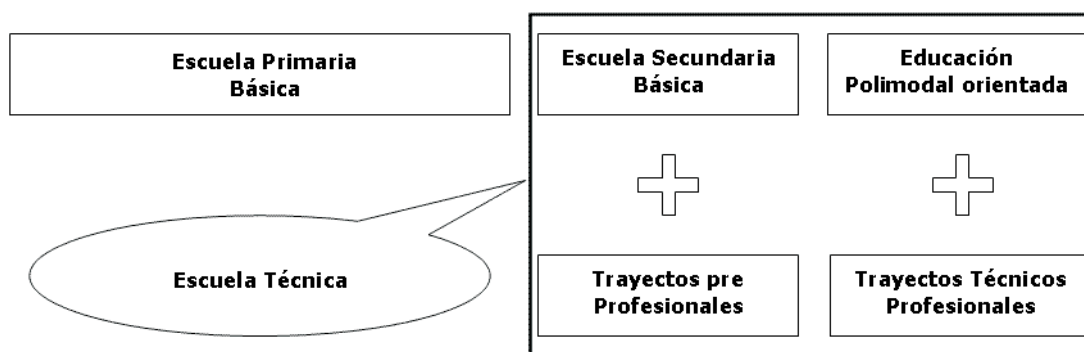 Escuela Primaria
Básica
Escuela Secundaria
Básica
Educación
Polimodal orientada
Escuela Técnica
Trayectos pre
Profesionales
Trayectos Técnicos
Profesionales